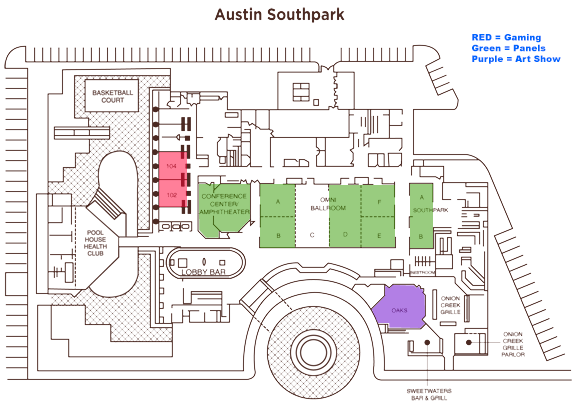 Austin Southpark
RED = Gaming
Green = Panels
Purple = Art Show
BASKETBALL
COURT
104
102
CONFERENCE
CENTER/
AMPHITHEATER
A
B
OMNI
BALLROOM
C
D
F
E
A
SOUTHPARK
B
POOL
HOUSE
HEALTH
CLUB
LOBBY BAR
OAKS
ONION
CREEK
GRILLE
ONION
CREEK
GRILLE
PARLOR
SWEETWATERS
BAR & GRILL